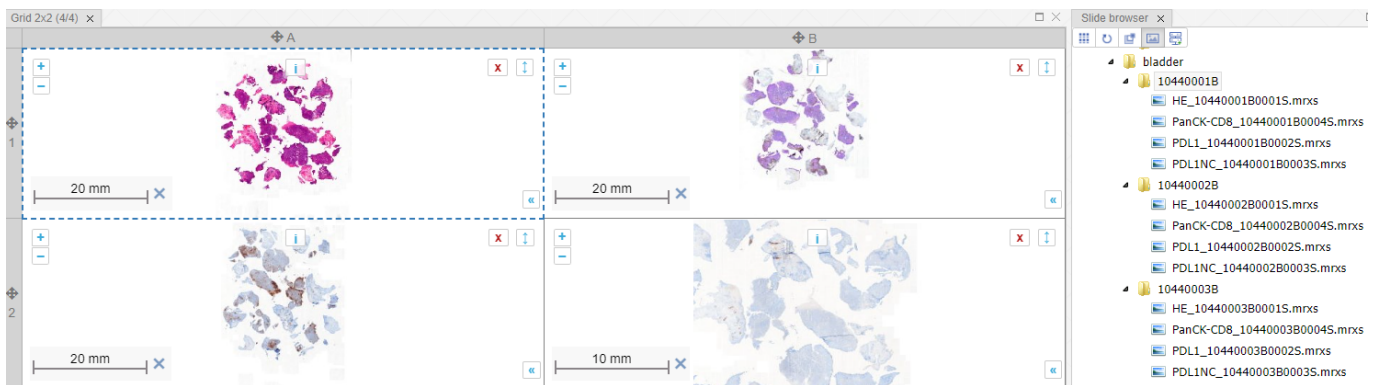 Grid 2x2 (4/4) x
A
B
1
+
−
i
x
20 mm
«
+
−
i
x
20 mm
«
2
+
−
i
x
20 mm
«
+
−
i
x
10 mm
«
Slide browser x
bladder
10440001B
HE_10440001B0001S.mrxs
PanCK-CD8_10440001B0004S.mrxs
PDL1_10440001B0002S.mrxs
PDL1NC_10440001B0003S.mrxs
10440002B
HE_10440002B0001S.mrxs
PanCK-CD8_10440002B0004S.mrxs
PDL1_10440002B0002S.mrxs
PDL1NC_10440002B0003S.mrxs
10440003B
HE_10440003B0001S.mrxs
PanCK-CD8_10440003B0004S.mrxs
PDL1_10440003B0002S.mrxs
PDL1NC_10440003B0003S.mrxs